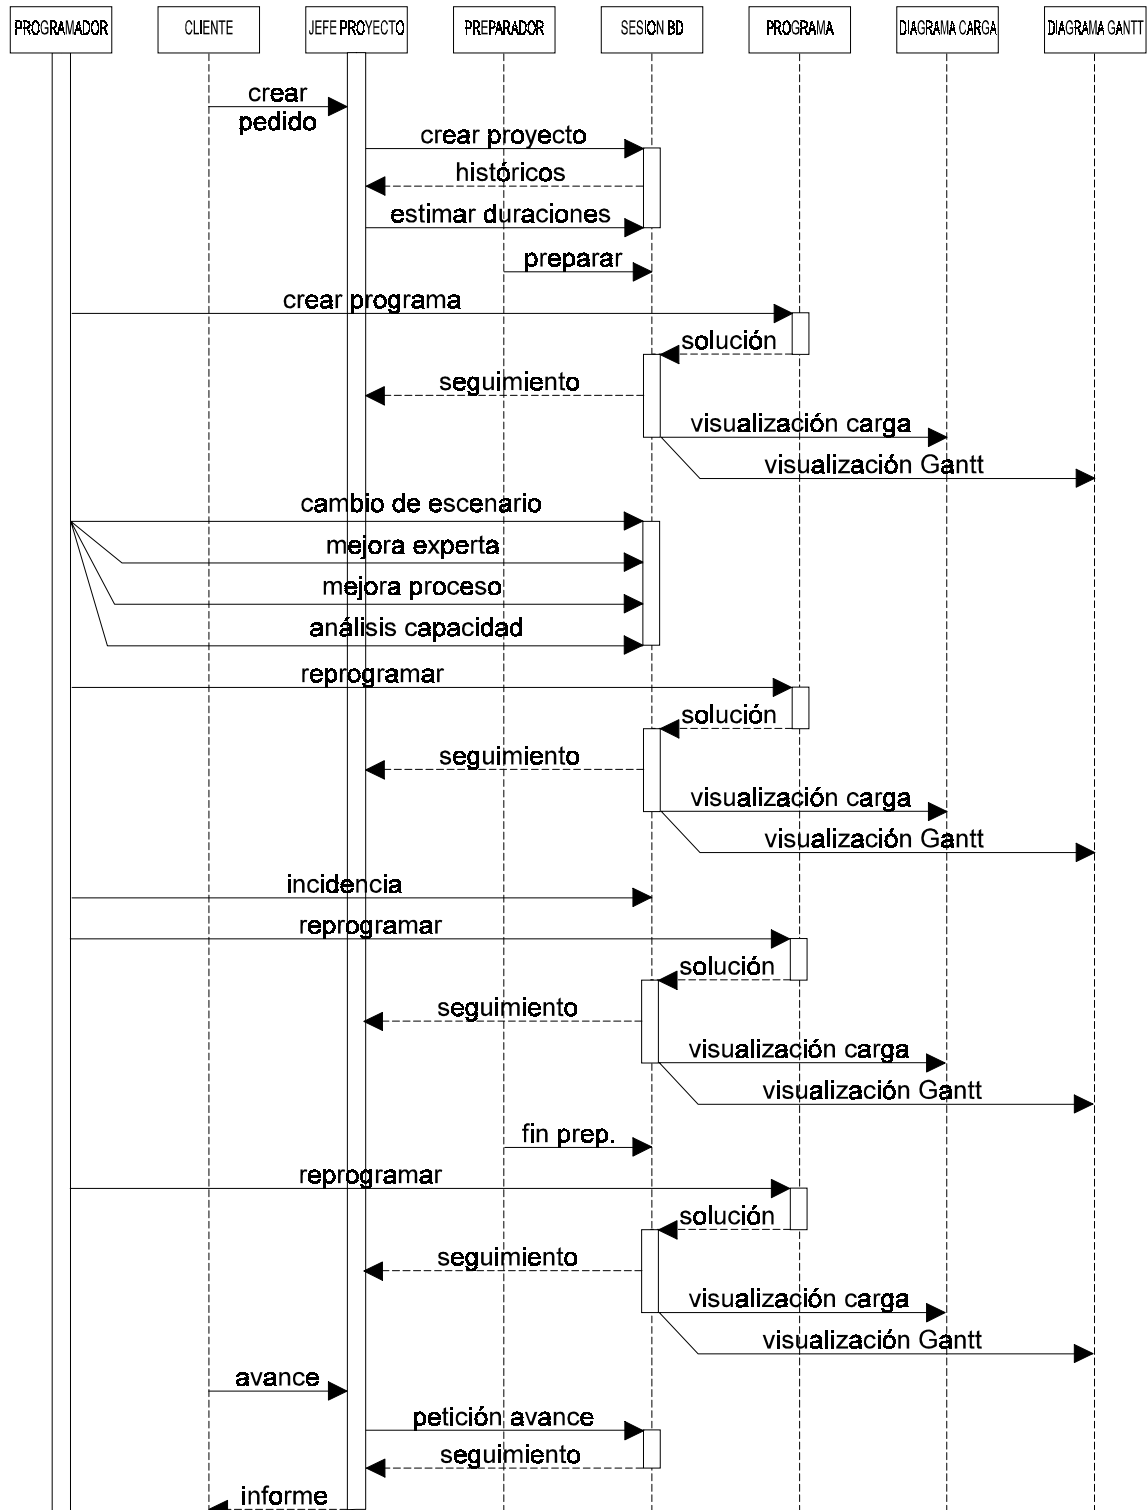 PROGRAMADOR
CLIENTE
JEFE PROYECTO
PREPARADOR
SESION BD
PROGRAMA
DIAGRAMA CARGA
DIAGRAMA GANTT
crear
pedido
crear proyecto
históricos
estimar duraciones
preparar
crear programa
solución
seguimiento
visualización carga
visualización Gantt
cambio de escenario
mejora experta
mejora proceso
análisis capacidad
reprogramar
solución
seguimiento
visualización carga
visualización Gantt
incidencia
reprogramar
solución
seguimiento
visualización carga
visualización Gantt
fin prep.
reprogramar
solución
seguimiento
visualización carga
visualización Gantt
avance
petición avance
seguimiento
informe